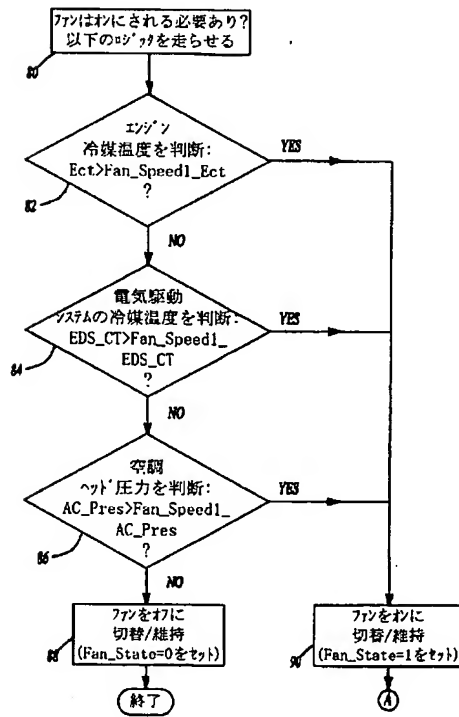 ファンはオンにされる必要あり?
以下のロジックを走らせる
80
エンジン
冷媒温度を判断:
Ect>Fan_Speed1_Ect
?
YES
82
NO
電気駆動
システムの冷媒温度を判断:
EDS_CT>Fan_Speed1_
EDS_CT
?
YES
84
NO
空調
ヘッド圧力を判断:
AC_Pres>Fan_Speed1_
AC_Pres
?
YES
86
NO
ファンをオフに
切替/維持
(Fan_State=0をセット)
88
ファンをオンに
切替/維持
(Fan_State=1をセット)
90
終了
A